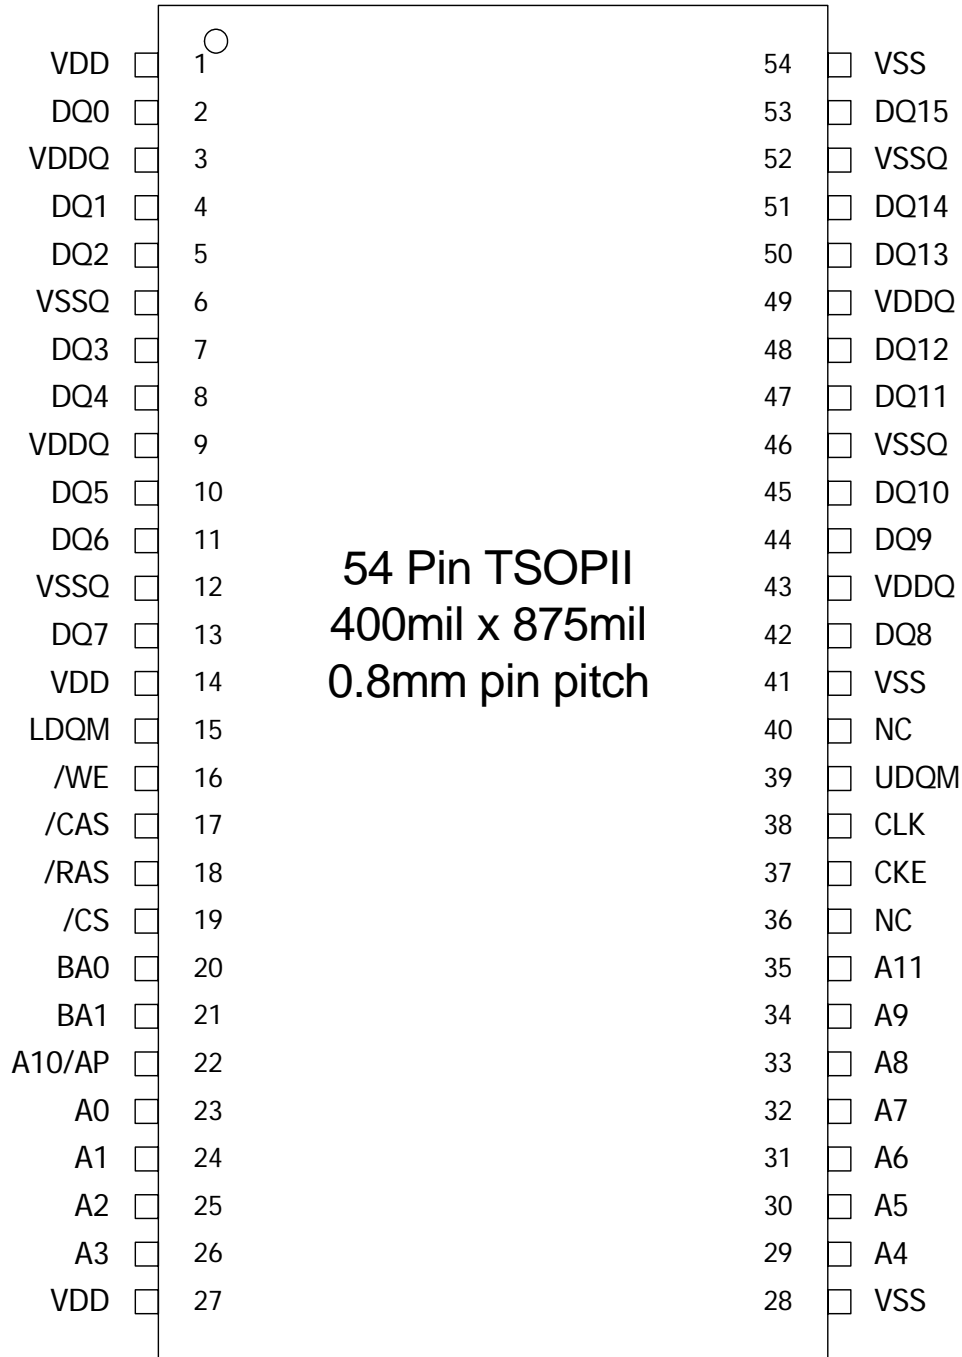 VDD 1 54 VSS
DQ0 2 53 DQ15
VDDQ 3 52 VSSQ
DQ1 4 51 DQ14
DQ2 5 50 DQ13
VSSQ 6 49 VDDQ
DQ3 7 48 DQ12
DQ4 8 47 DQ11
VDDQ 9 46 VSSQ
DQ5 10 45 DQ10
DQ6 11 44 DQ9
54 Pin TSOPII
VSSQ 12 43 VDDQ
400mil x 875mil
DQ7 13 42 DQ8
0.8mm pin pitch
VDD 14 41 VSS
LDQM 15 40 NC
/WE 16 39 UDQM
/CAS 17 38 CLK
/RAS 18 37 CKE
/CS 19 36 NC
BA0 20 35 A11
BA1 21 34 A9
A10/AP 22 33 A8
A0 23 32 A7
A1 24 31 A6
A2 25 30 A5
A3 26 29 A4
VDD 27 28 VSS